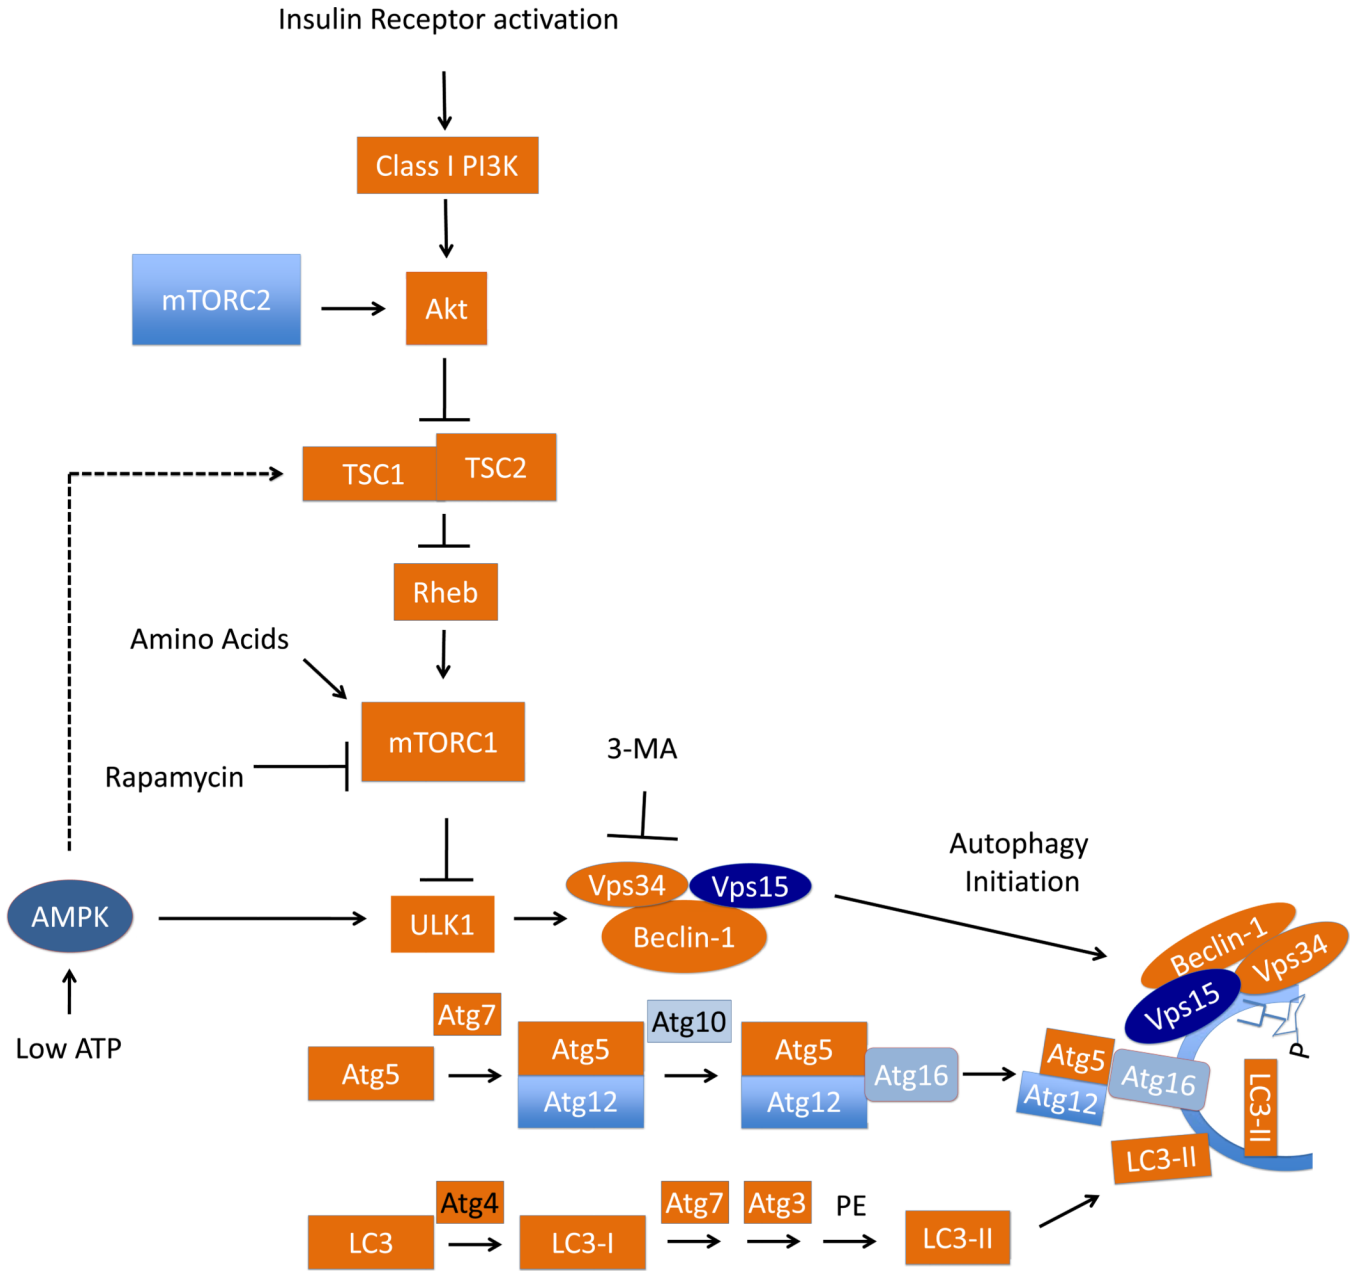 Insulin Receptor activation
Class I PI3K
mTORC2
Akt
TSC1
TSC2
Rheb
Amino Acids
mTORC1
Rapamycin
3-MA
Autophagy
Initiation
Vps34
Vps15
AMPK
ULK1
Beclin-1
Beclin-1
Vps34
Vps15
Low ATP
Atg7
Atg10
Atg5
Atg5
Atg12
Atg5
Atg12
Atg16
Atg5
Atg12
Atg16
P
LC3-II
LC3-II
Atg4
Atg7
Atg3
PE
LC3
LC3-I
LC3-II